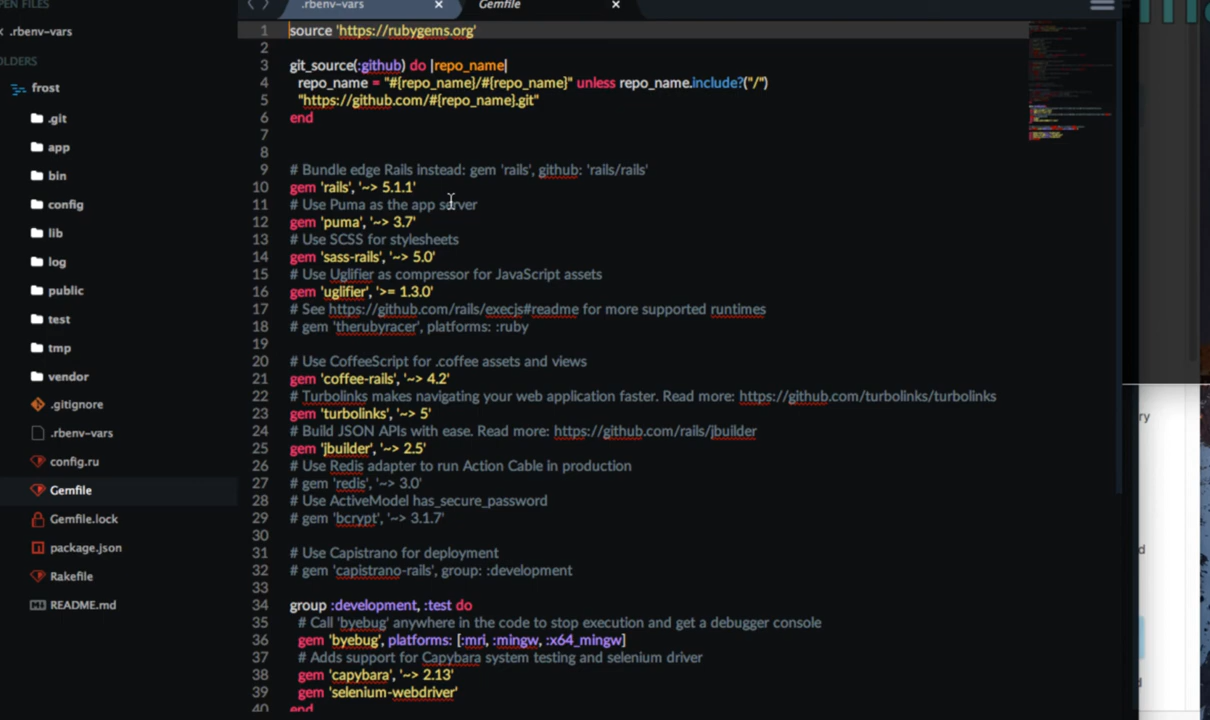 .rbenv-vars
Gemfile
OPEN FILES
.rbenv-vars
FOLDERS
frost
.git
app
bin
config
lib
log
public
test
tmp
vendor
.gitignore
.rbenv-vars
config.ru
Gemfile
Gemfile.lock
package.json
Rakefile
README.md
1 source 'https://rubygems.org'
2
3 git_source(:github) do |repo_name|
4 repo_name = "#{repo_name}/#{repo_name}" unless repo_name.include?("/")
5 "https://github.com/#{repo_name}.git"
6 end
7
8
9 # Bundle edge Rails instead: gem 'rails', github: 'rails/rails'
10 gem 'rails', '~> 5.1.1'
11 # Use Puma as the app server
12 gem 'puma', '~> 3.7'
13 # Use SCSS for stylesheets
14 gem 'sass-rails', '~> 5.0'
15 # Use Uglifier as compressor for JavaScript assets
16 gem 'uglifier', '>= 1.3.0'
17 # See https://github.com/rails/execjs#readme for more supported runtimes
18 # gem 'therubyracer', platforms: :ruby
19
20 # Use CoffeeScript for .coffee assets and views
21 gem 'coffee-rails', '~> 4.2'
22 # Turbolinks makes navigating your web application faster. Read more: https://github.com/turbolinks/turbolinks
23 gem 'turbolinks', '~> 5'
24 # Build JSON APIs with ease. Read more: https://github.com/rails/jbuilder
25 gem 'jbuilder', '~> 2.5'
26 # Use Redis adapter to run Action Cable in production
27 # gem 'redis', '~> 3.0'
28 # Use ActiveModel has_secure_password
29 # gem 'bcrypt', '~> 3.1.7'
30
31 # Use Capistrano for deployment
32 # gem 'capistrano-rails', group: :development
33
34 group :development, :test do
35 # Call 'byebug' anywhere in the code to stop execution and get a debugger console
36 gem 'byebug', platforms: [:mri, :mingw, :x64_mingw]
37 # Adds support for Capybara system testing and selenium driver
38 gem 'capybara', '~> 2.13'
39 gem 'selenium-webdriver'
40 end